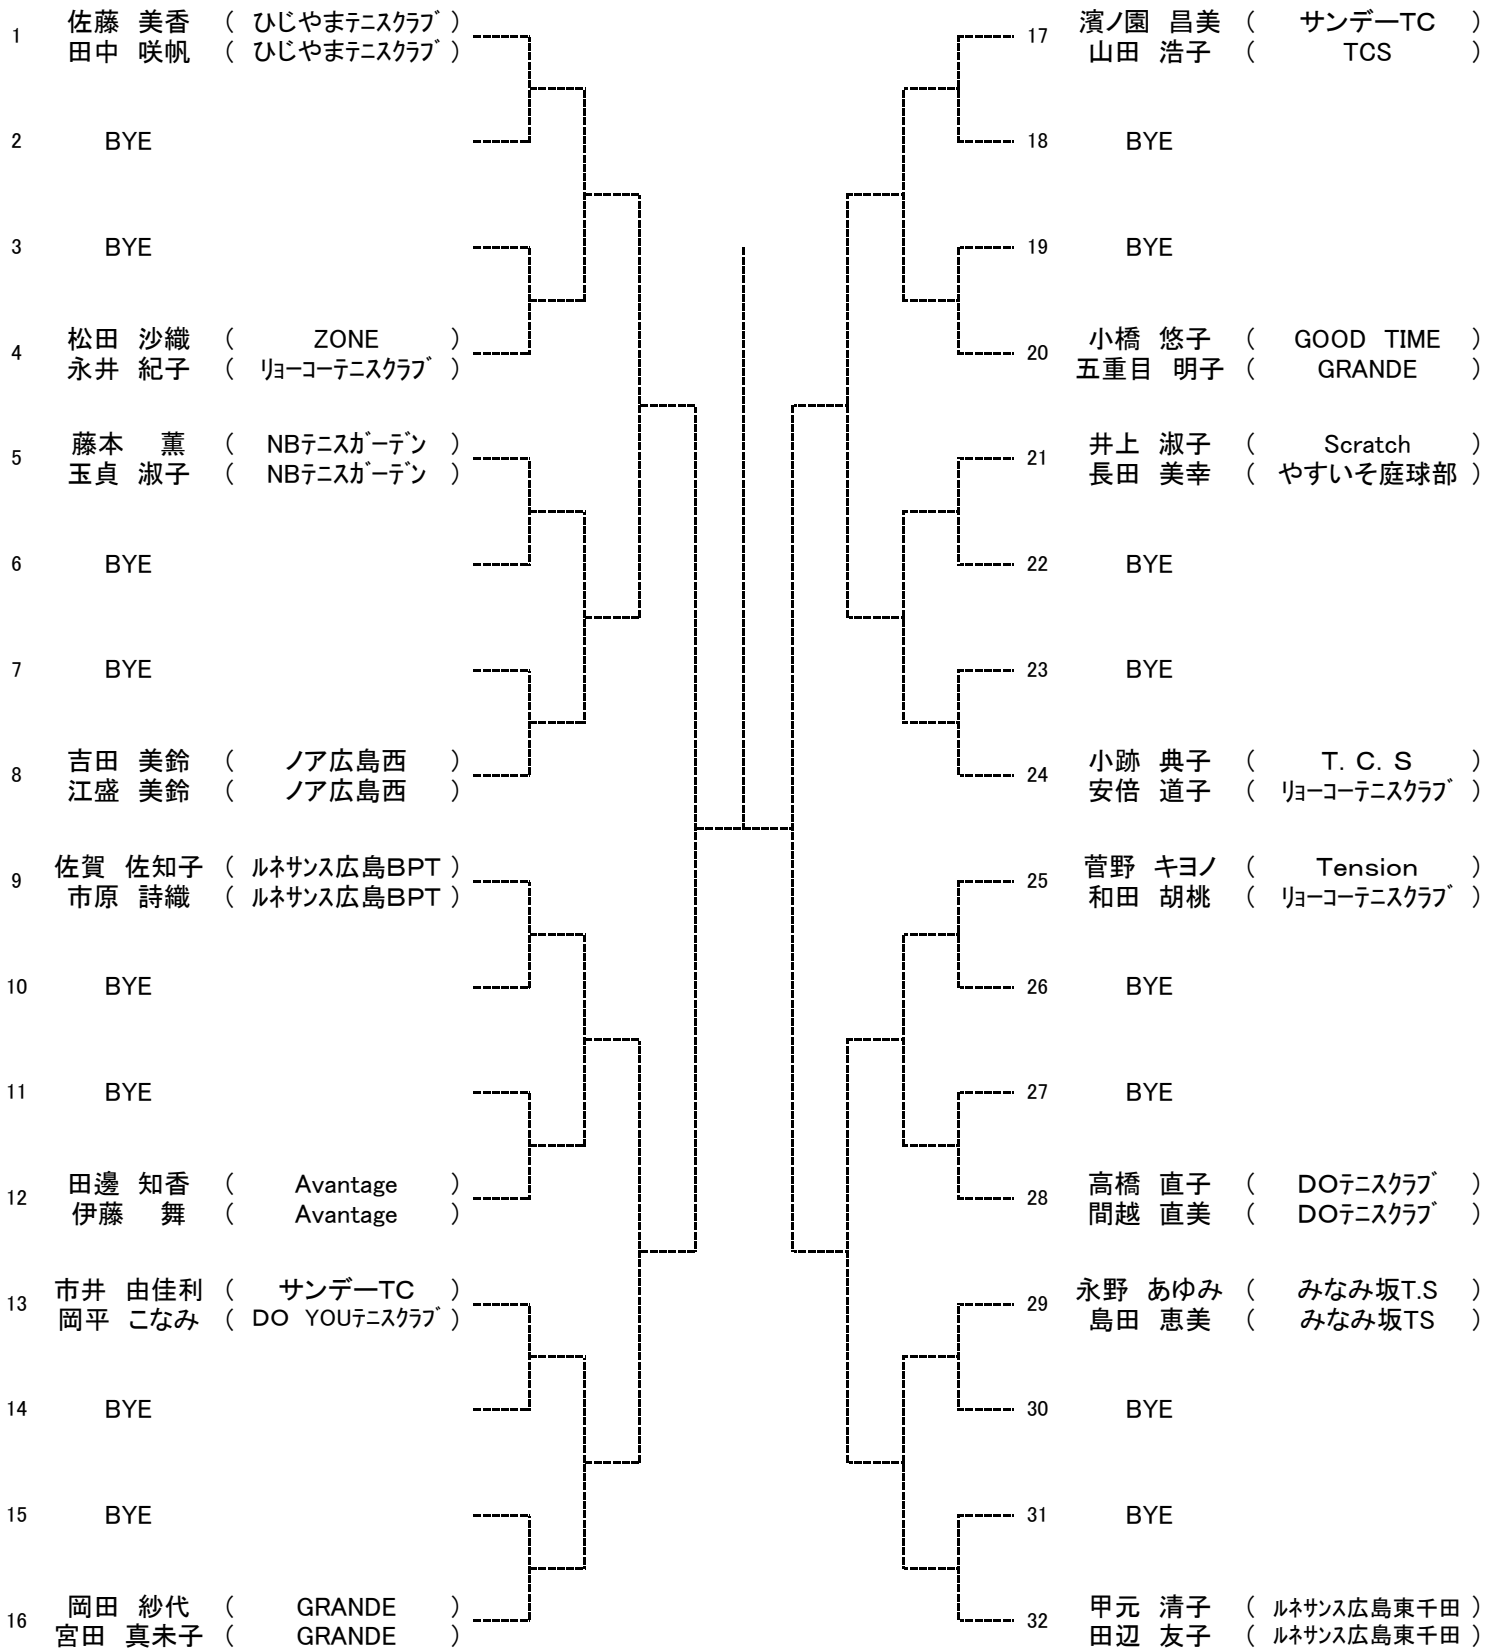 1 佐藤 美香 ( ひじやまテニスクラブ )
田中 咲帆 ( ひじやまテニスクラブ )
2 BYE
3 BYE
4 松田 沙織 ( ZONE )
永井 紀子 ( リョーコーテニスクラブ )
5 藤本 薫 ( NBテニスガーデン )
玉貞 淑子 ( NBテニスガーデン )
6 BYE
7 BYE
8 吉田 美鈴 ( ノア広島西 )
江盛 美鈴 ( ノア広島西 )
9 佐賀 佐知子 ( ルネサンス広島BPT )
市原 詩織 ( ルネサンス広島BPT )
10 BYE
11 BYE
12 田邊 知香 ( Avantage )
伊藤 舞 ( Avantage )
13 市井 由佳利 ( サンデーTC )
岡平 こなみ ( DO YOUテニスクラブ )
14 BYE
15 BYE
16 岡田 紗代 ( GRANDE )
宮田 真未子 ( GRANDE )
17 濱ノ園 昌美 ( サンデーTC )
山田 浩子 ( TCS )
18 BYE
19 BYE
20 小橋 悠子 ( GOOD TIME )
五重目 明子 ( GRANDE )
21 井上 淑子 ( Scratch )
長田 美幸 ( やすいそ庭球部 )
22 BYE
23 BYE
24 小跡 典子 ( T. C. S )
安倍 道子 ( リョーコーテニスクラブ )
25 菅野 キヨノ ( Tension )
和田 胡桃 ( リョーコーテニスクラブ )
26 BYE
27 BYE
28 高橋 直子 ( DOテニスクラブ )
間越 直美 ( DOテニスクラブ )
29 永野 あゆみ ( みなみ坂T.S )
島田 恵美 ( みなみ坂TS )
30 BYE
31 BYE
32 甲元 清子 ( ルネサンス広島東千田 )
田辺 友子 ( ルネサンス広島東千田 )